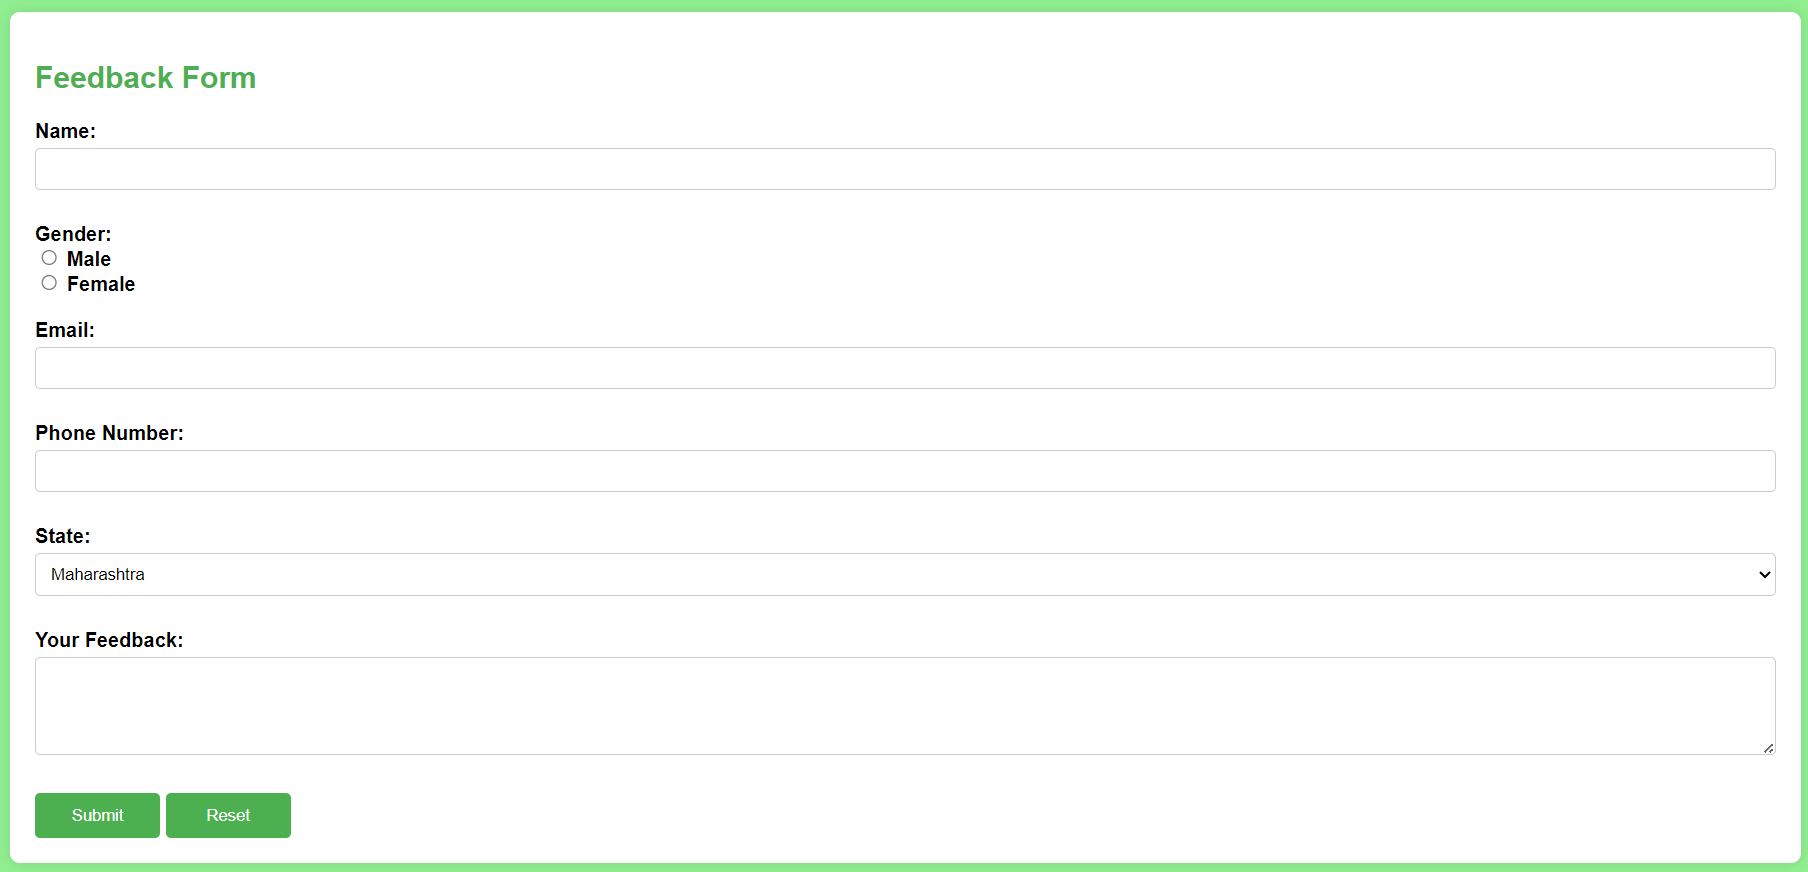 Feedback Form
Name:
Gender:
Male
Female
Email:
Phone Number:
State:
Maharashtra
Your Feedback:
Submit Reset